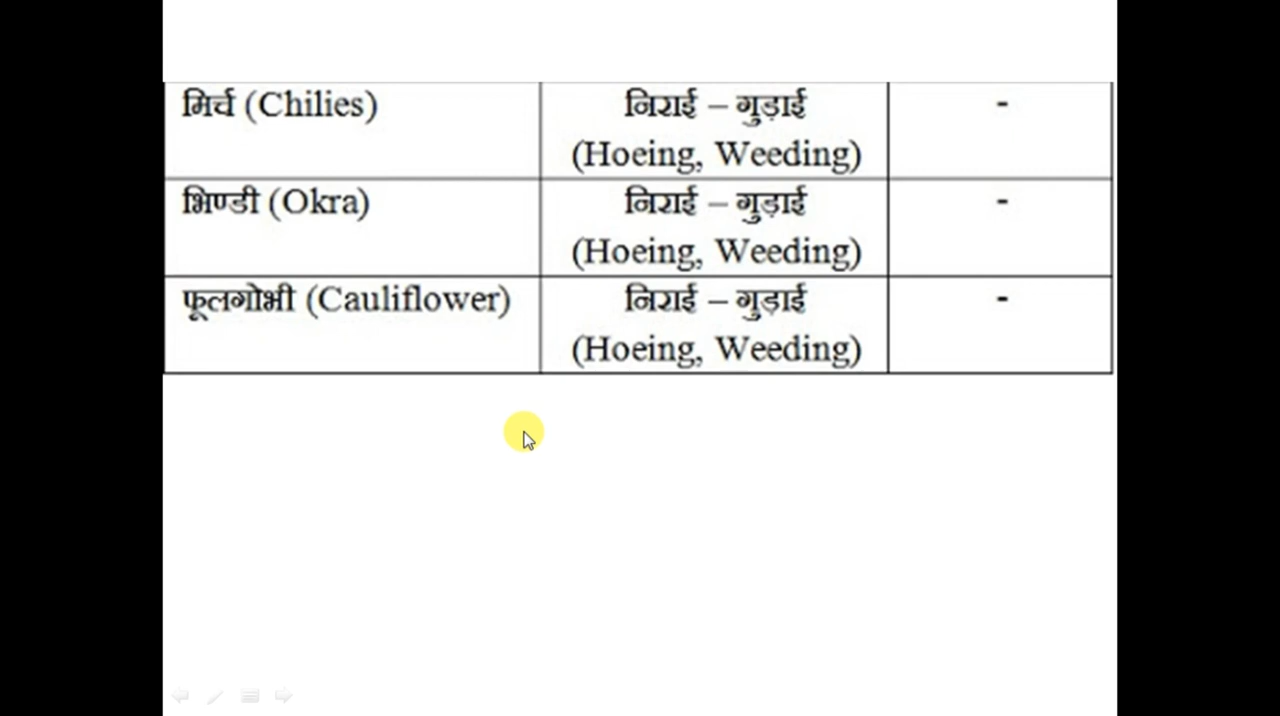 मिर्च (Chilies) निराई – गुड़ाई -
(Hoeing, Weeding)
भिण्डी (Okra) निराई – गुड़ाई -
(Hoeing, Weeding)
फूलगोभी (Cauliflower) निराई – गुड़ाई -
(Hoeing, Weeding)